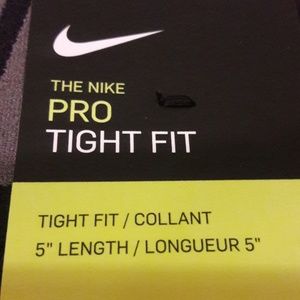 THE NIKE
PRO
TIGHT FIT
TIGHT FIT / COLLANT
5" LENGTH / LONGUEUR 5"